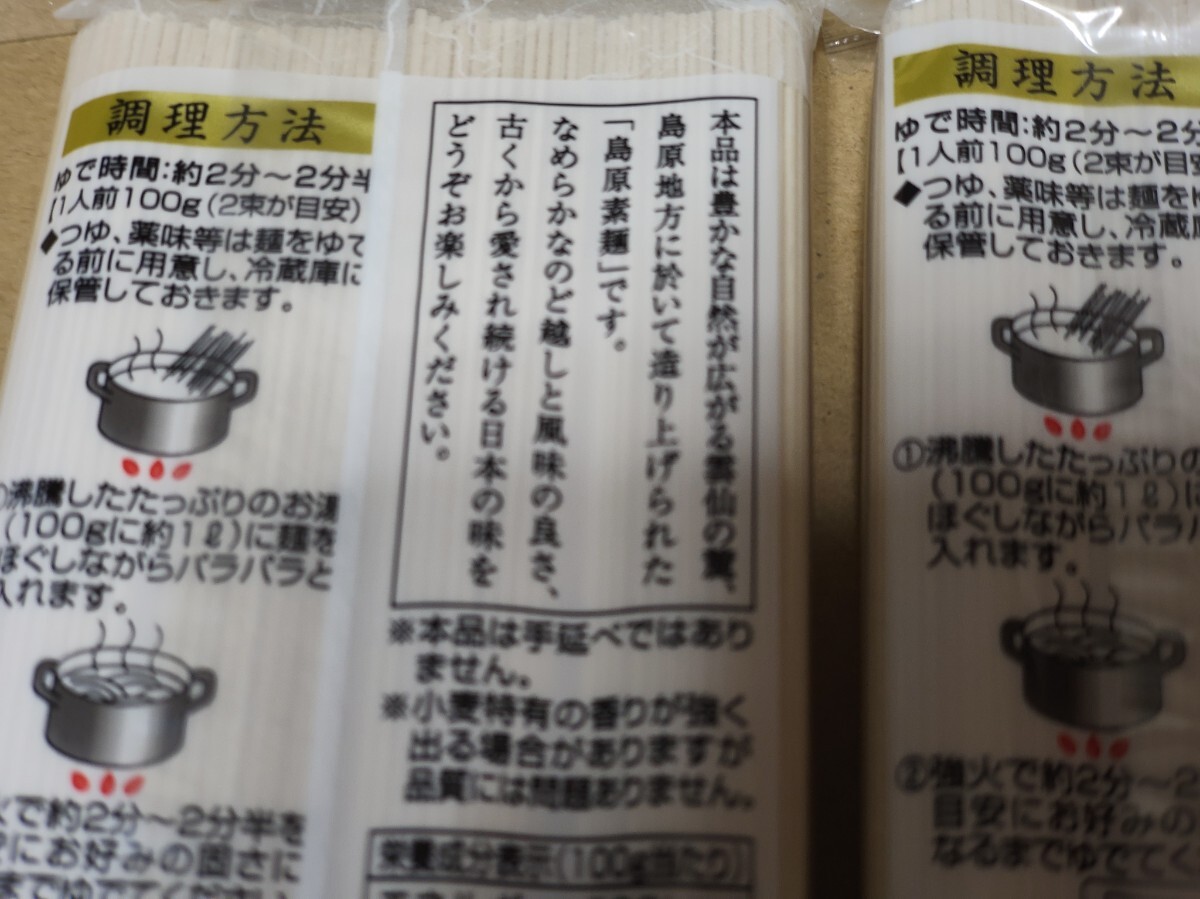 調理方法
ゆで時間:約2分～2分半
【1人前100g(2束が目安)
◆つゆ、薬味等は麺をゆで
る前に用意し、冷蔵庫に
保管しておきます。
沸騰したたっぷりのお湯
(100gに約1ℓ)に麺を
ほぐしながらバラバラと
入れます。
火で約2分～2分半を
にお好みの固さに
までゆでてください
本品は豊かな自然が広がる雲仙の麓、
島原地方に於いて造り上げられた
「島原素麺」です。
なめらかなのど越しと風味の良さ、
古くから愛され続ける日本の味を
どうぞお楽しみください。
※本品は手延べではあり
ません。
※小麦特有の香りが強く
出る場合がありますが
品質には問題ありません。
栄養成分表示(100g当たり)
調理方法
ゆで時間:約2分～2分
【1人前100g(2束が目安
◆つゆ、薬味等は麺を
る前に用意し、冷蔵庫
保管しておきます。
①沸騰したたっぷりの
(100gに約1ℓ)に
ほぐしながらバラバ
入れます。
②強火で約2分～2
目安にお好みの
なるまでゆでてく